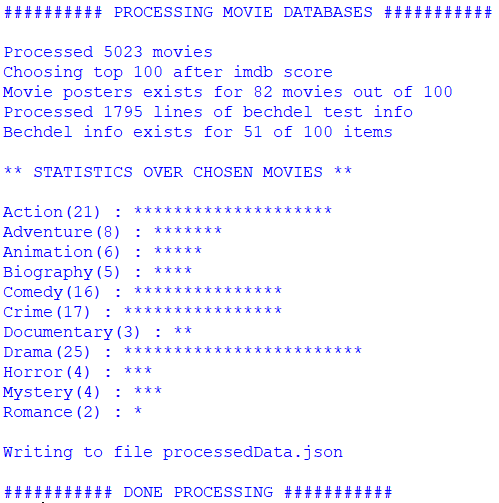 ########## PROCESSING MOVIE DATABASES ###########
Processed 5023 movies
Choosing top 100 after imdb score
Movie posters exists for 82 movies out of 100
Processed 1795 lines of bechdel test info
Bechdel info exists for 51 of 100 items
** STATISTICS OVER CHOSEN MOVIES **
Action(21) : ********************
Adventure(8) : *******
Animation(6) : *****
Biography(5) : ****
Comedy(16) : ***************
Crime(17) : ****************
Documentary(3) : **
Drama(25) : ************************
Horror(4) : ***
Mystery(4) : ***
Romance(2) : *
Writing to file processedData.json
########### DONE PROCESSING ###########